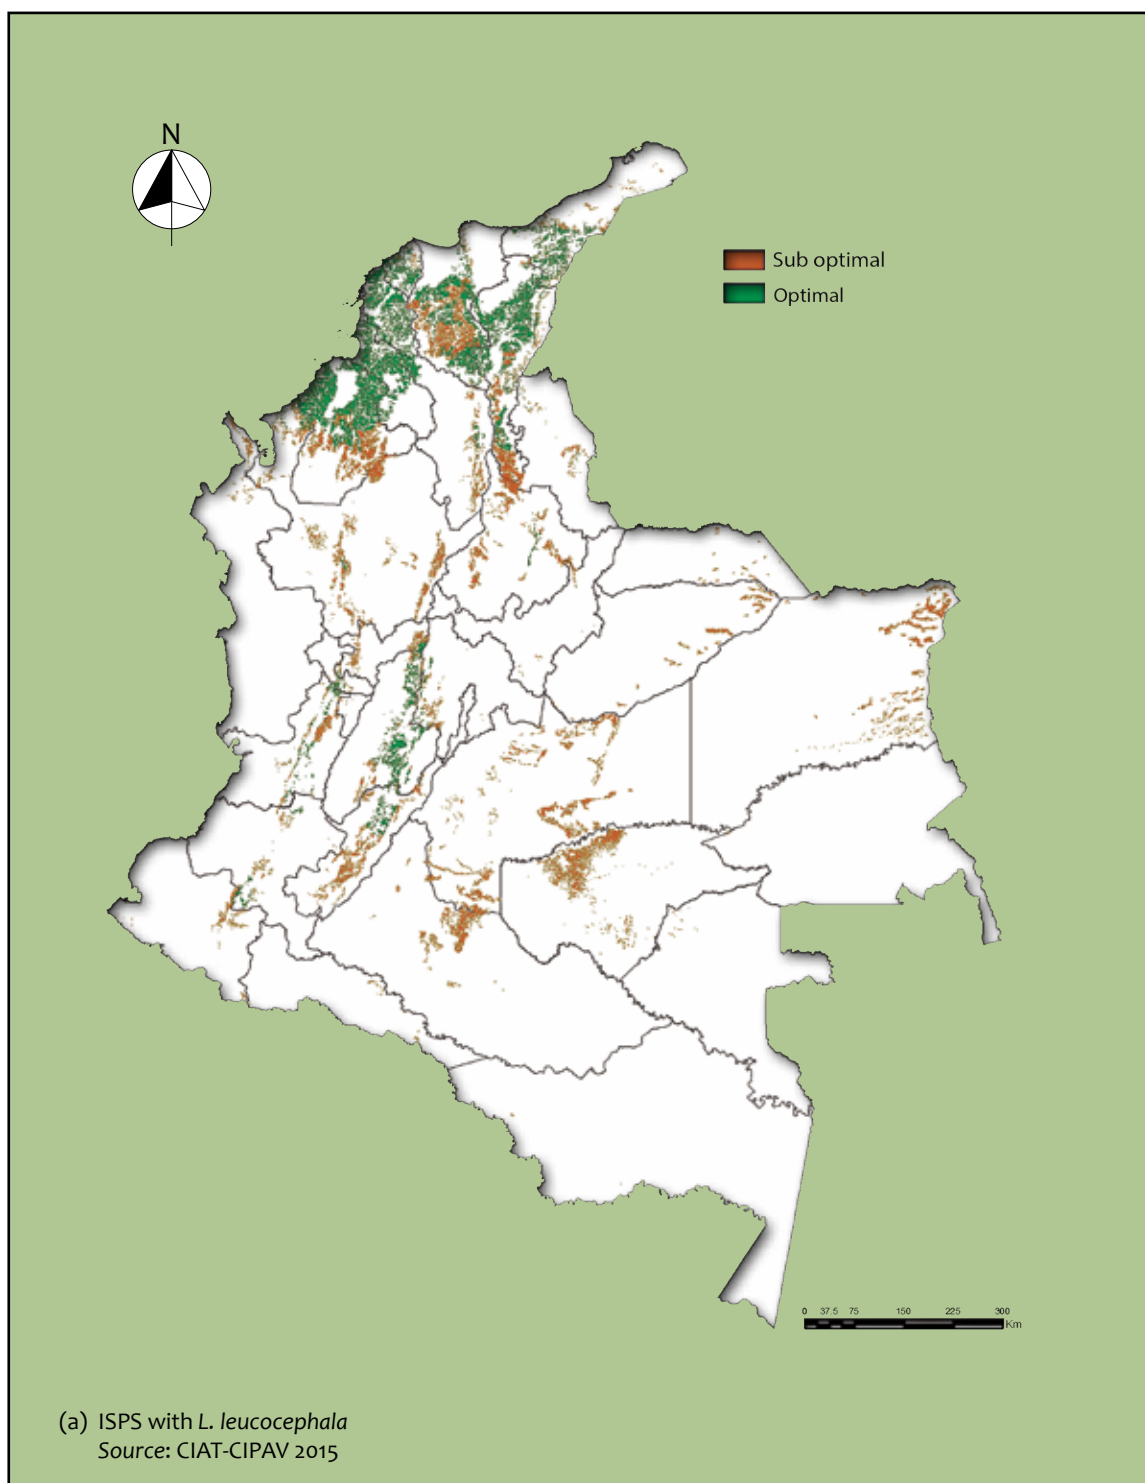 N
Sub optimal
Optimal
0 37.5 75 150 225 300
Km
(a) ISPS with L. leucocephala
Source: CIAT-CIPAV 2015